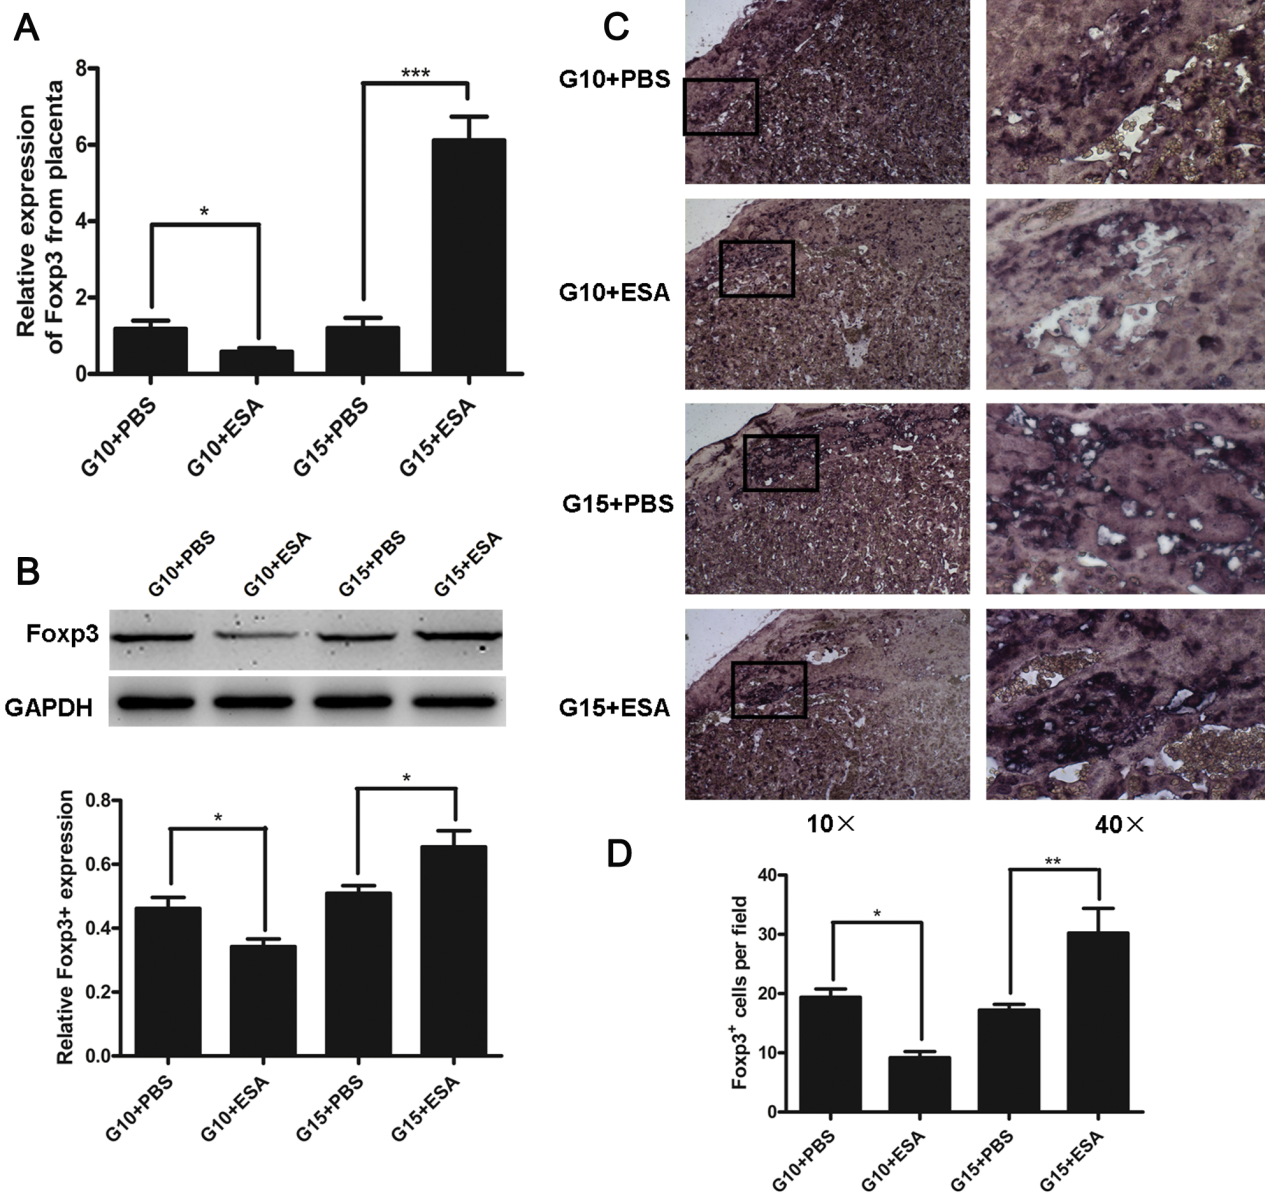 A
Relative expression
of Foxp3 from placenta
8
6
4
2
0
*
***
G10+PBS
G10+ESA
G15+PBS
G15+ESA
B
G10+PBS
G10+ESA
G15+PBS
G15+ESA
Foxp3
GAPDH
Relative Foxp3+ expression
0.8
0.6
0.4
0.2
0.0
*
*
G10+PBS
G10+ESA
G15+PBS
G15+ESA
C
G10+PBS
G10+ESA
G15+PBS
G15+ESA
10×
40×
D
Foxp3+ cells per field
40
30
20
10
0
*
**
G10+PBS
G10+ESA
G15+PBS
G15+ESA